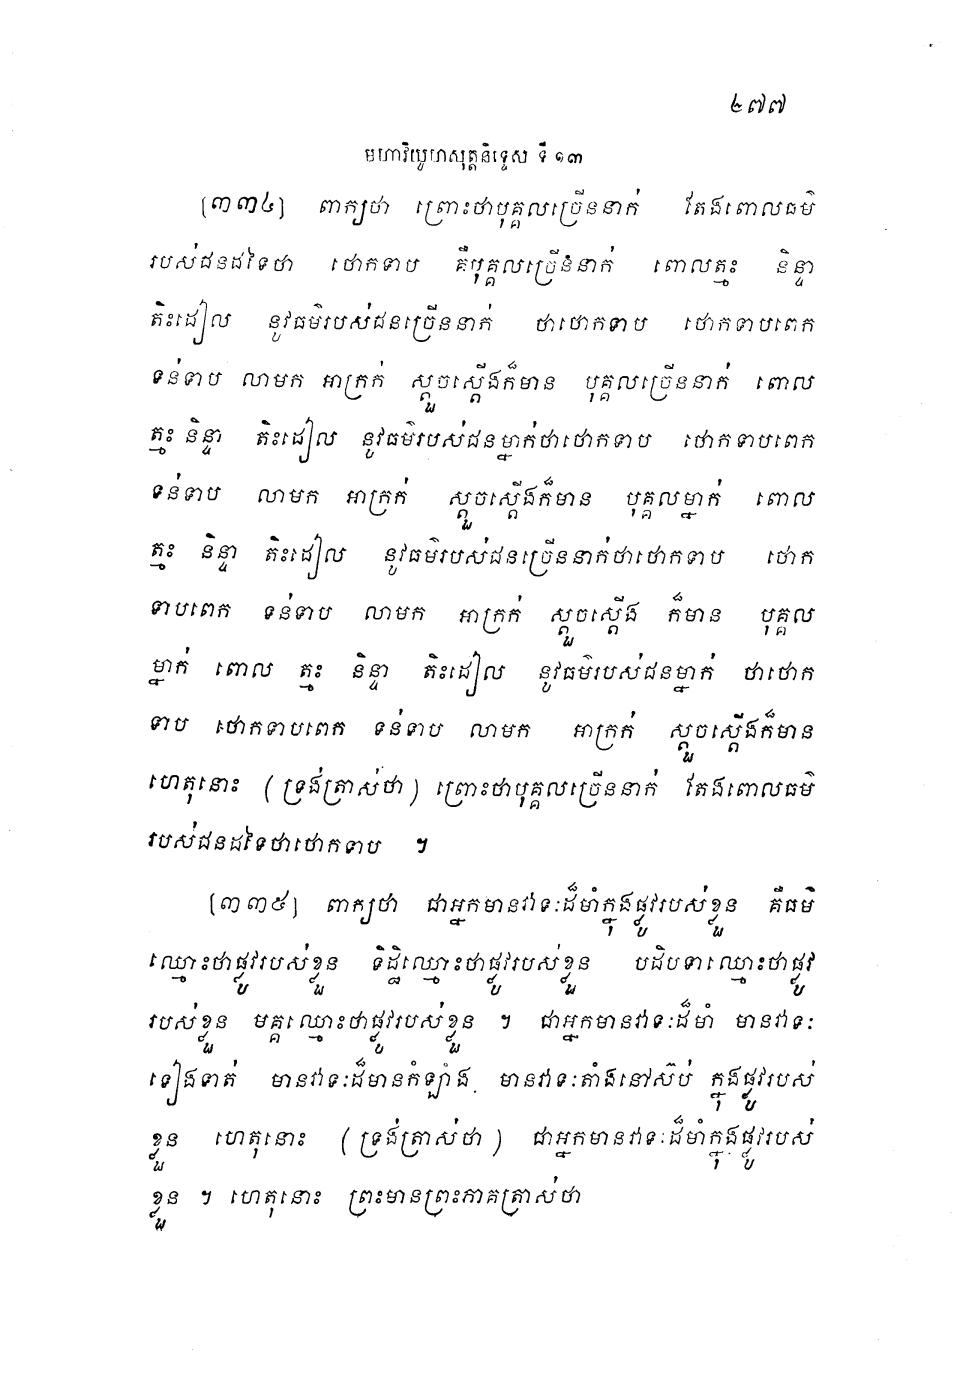 ២៧៧
មហាវិយូហសុត្តនិទ្ទេស ទី ១៣
[៣៣៤] ពាក្យថា ព្រោះថាបុគ្គលច្រើននាក់ តែងពោលធម៌
របស់ជនដទៃថា ថោកទាប គឺបុគ្គលច្រើននាក់ ពោលត្មះ និន្ទា
តិះដៀល នូវធម៌របស់ជនច្រើននាក់ ថាថោកទាប ថោកទាបពេក
ទន់ទាប លាមក អាក្រក់ ស្តួចស្តើងក៏មាន បុគ្គលច្រើននាក់ ពោល
ត្មះ និន្ទា តិះដៀល នូវធម៌របស់ជនម្នាក់ថាថោកទាប ថោកទាបពេក
ទន់ទាប លាមក អាក្រក់ ស្តួចស្តើងក៏មាន បុគ្គលម្នាក់ ពោល
ត្មះ និន្ទា តិះដៀល នូវធម៌របស់ជនច្រើននាក់ថាថោកទាប ថោក
ទាបពេក ទន់ទាប លាមក អាក្រក់ ស្តួចស្តើង ក៏មាន បុគ្គល
ម្នាក់ ពោល ត្មះ និន្ទា តិះដៀល នូវធម៌របស់ជនម្នាក់ ថាថោក
ទាប ថោកទាបពេក ទន់ទាប លាមក អាក្រក់ ស្តួចស្តើងក៏មាន
ហេតុនោះ (ទ្រង់ត្រាស់ថា) ព្រោះថាបុគ្គលច្រើននាក់ តែងពោលធម៌
របស់ជនដទៃថាថោកទាប ។
[៣៣៥] ពាក្យថា ជាអ្នកមានវាទៈដ៏មាំក្នុងផ្លូវរបស់ខ្លួន គឺធម៌
ឈ្មោះថាផ្លូវរបស់ខ្លួន ទិដ្ឋិឈ្មោះថាផ្លូវរបស់ខ្លួន បដិបទាឈ្មោះថាផ្លូវ
របស់ខ្លួន មគ្គឈ្មោះថាផ្លូវរបស់ខ្លួន ។ ជាអ្នកមានវាទៈដ៏មាំ មានវាទៈ
ទៀងទាត់ មានវាទៈដ៏មានកំឡាំង មានវាទៈតាំងនៅស៊ប់ ក្នុងផ្លូវរបស់
ខ្លួន ហេតុនោះ (ទ្រង់ត្រាស់ថា) ជាអ្នកមានវាទៈដ៏មាំក្នុងផ្លូវរបស់
ខ្លួន ។ ហេតុនោះ ព្រះមានព្រះភាគត្រាស់ថា